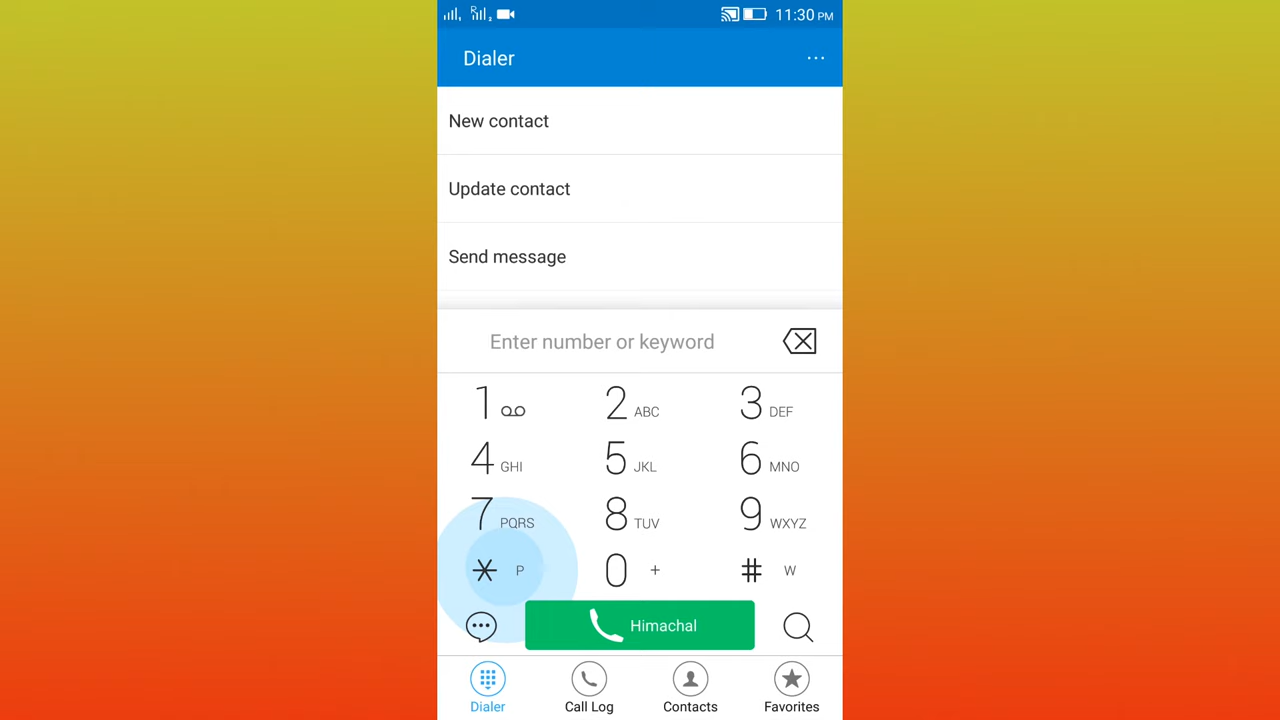 R 2 11:30 PM
Dialer
New contact
Update contact
Send message
Enter number or keyword
1 2 ABC 3 DEF
4 GHI 5 JKL 6 MNO
7 PQRS 8 TUV 9 WXYZ
* P 0 + # W
Himachal
Dialer Call Log Contacts Favorites